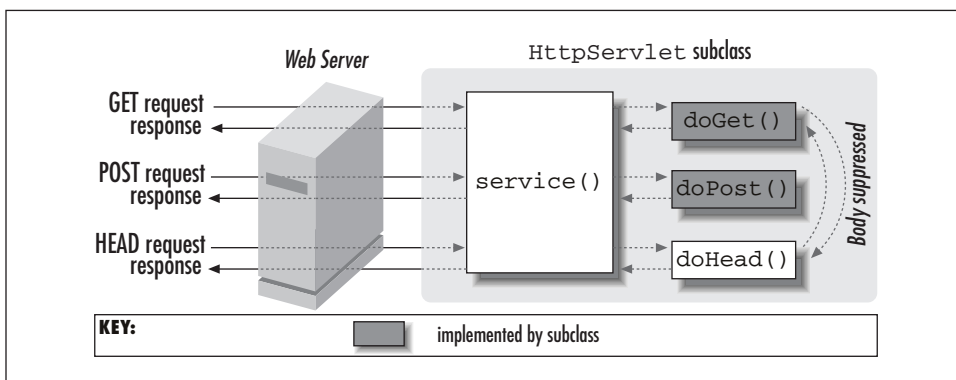 HttpServlet subclass
Web Server
GET request
response
POST request
response
HEAD request
response
service()
doGet()
doPost()
doHead()
Body suppressed
KEY:
implemented by subclass